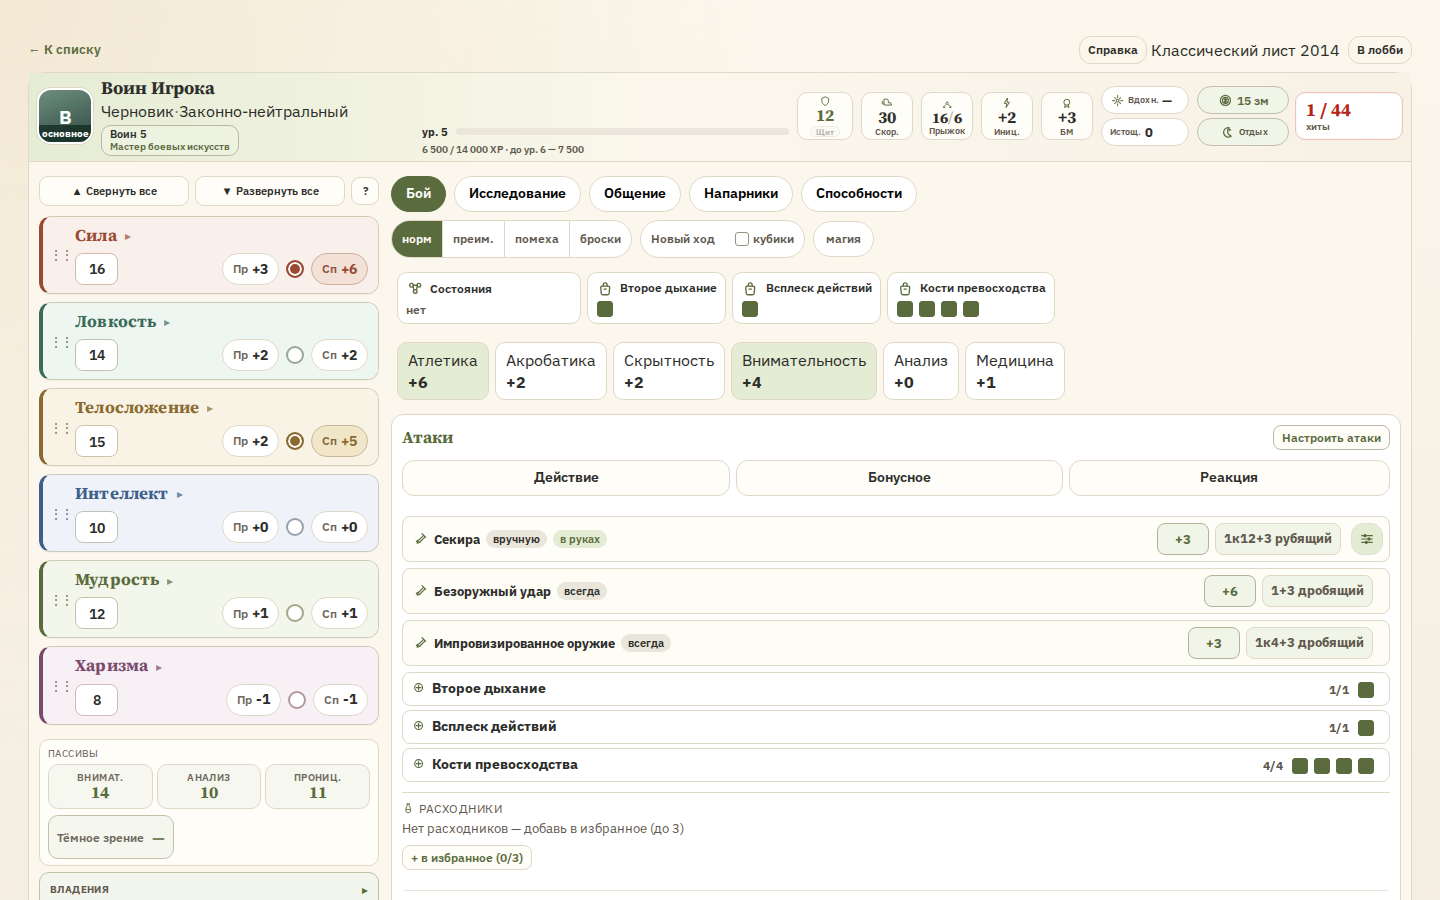 ← К списку
Справка Классический лист 2014 В лобби
В
основное
Воин Игрока
Черновик·Законно-нейтральный
Воин 5
Мастер боевых искусств
ур. 5
6 500 / 14 000 XP · до ур. 6 — 7 500
12
Щит
30
Скор.
16/6
Прыжок
+2
Иниц.
+3
БМ
Вдохн. —
Истощ. 0
15 зм
Отдых
1 / 44
хиты
▲ Свернуть все
▼ Развернуть все
?
Сила ▸
16
Пр +3
Сп +6
Ловкость ▸
14
Пр +2
Сп +2
Телосложение ▸
15
Пр +2
Сп +5
Интеллект ▸
10
Пр +0
Сп +0
Мудрость ▸
12
Пр +1
Сп +1
Харизма ▸
8
Пр -1
Сп -1
ПАССИВЫ
ВНИМАТ.
14
АНАЛИЗ
10
ПРОНИЦ.
11
Тёмное зрение —
ВЛАДЕНИЯ ▸
Бой
Исследование
Общение
Напарники
Способности
норм
преим.
помеха
броски
Новый ход
кубики
магия
Состояния
нет
Второе дыхание
Всплеск действий
Кости превосходства
Атлетика
+6
Акробатика
+2
Скрытность
+2
Внимательность
+4
Анализ
+0
Медицина
+1
Атаки
Настроить атаки
Действие
Бонусное
Реакция
Секира вручную в руках +3 1к12+3 рубящий
Безоружный удар всегда +6 1+3 дробящий
Импровизированное оружие всегда +3 1к4+3 дробящий
Второе дыхание 1/1
Всплеск действий 1/1
Кости превосходства 4/4
РАСХОДНИКИ
Нет расходников — добавь в избранное (до 3)
+ в избранное (0/3)